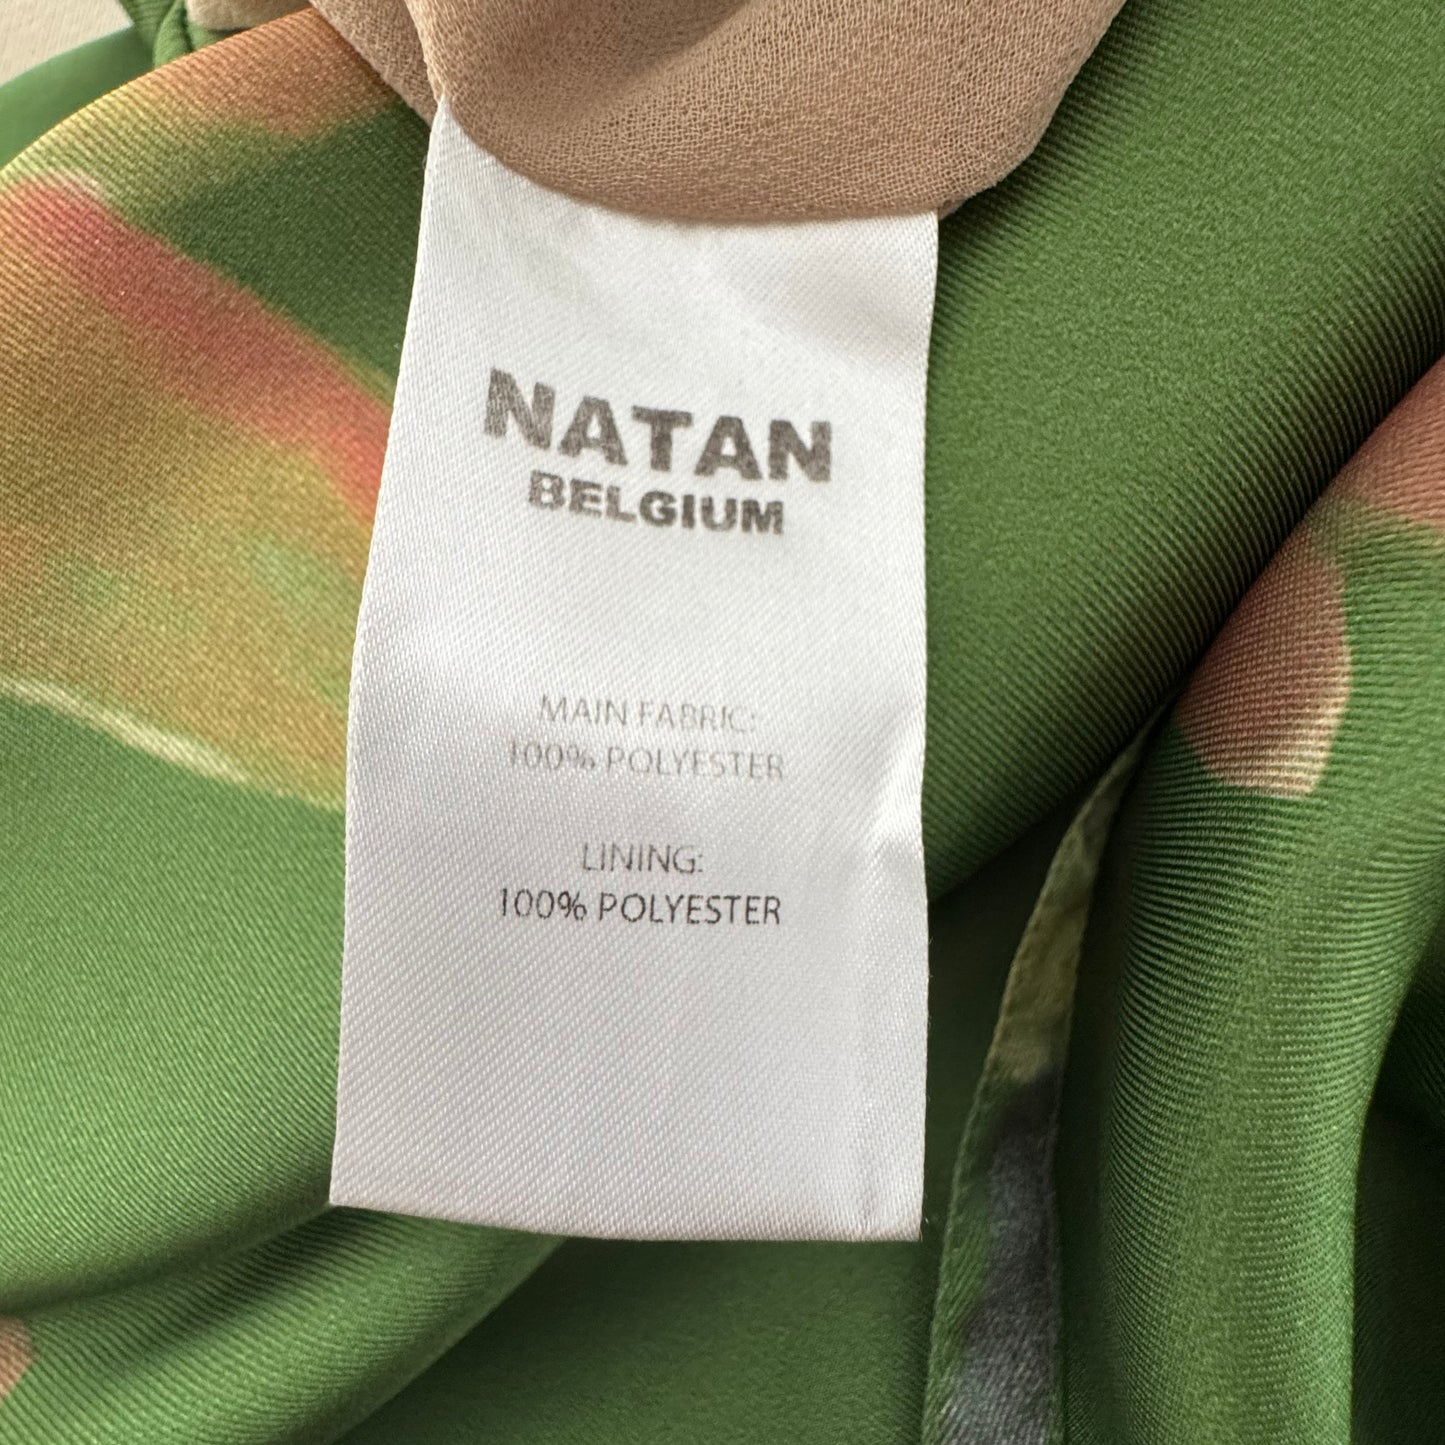 NATAN
BELGIUM
MAIN FABRIC:
100% POLYESTER
LINING:
100% POLYESTER